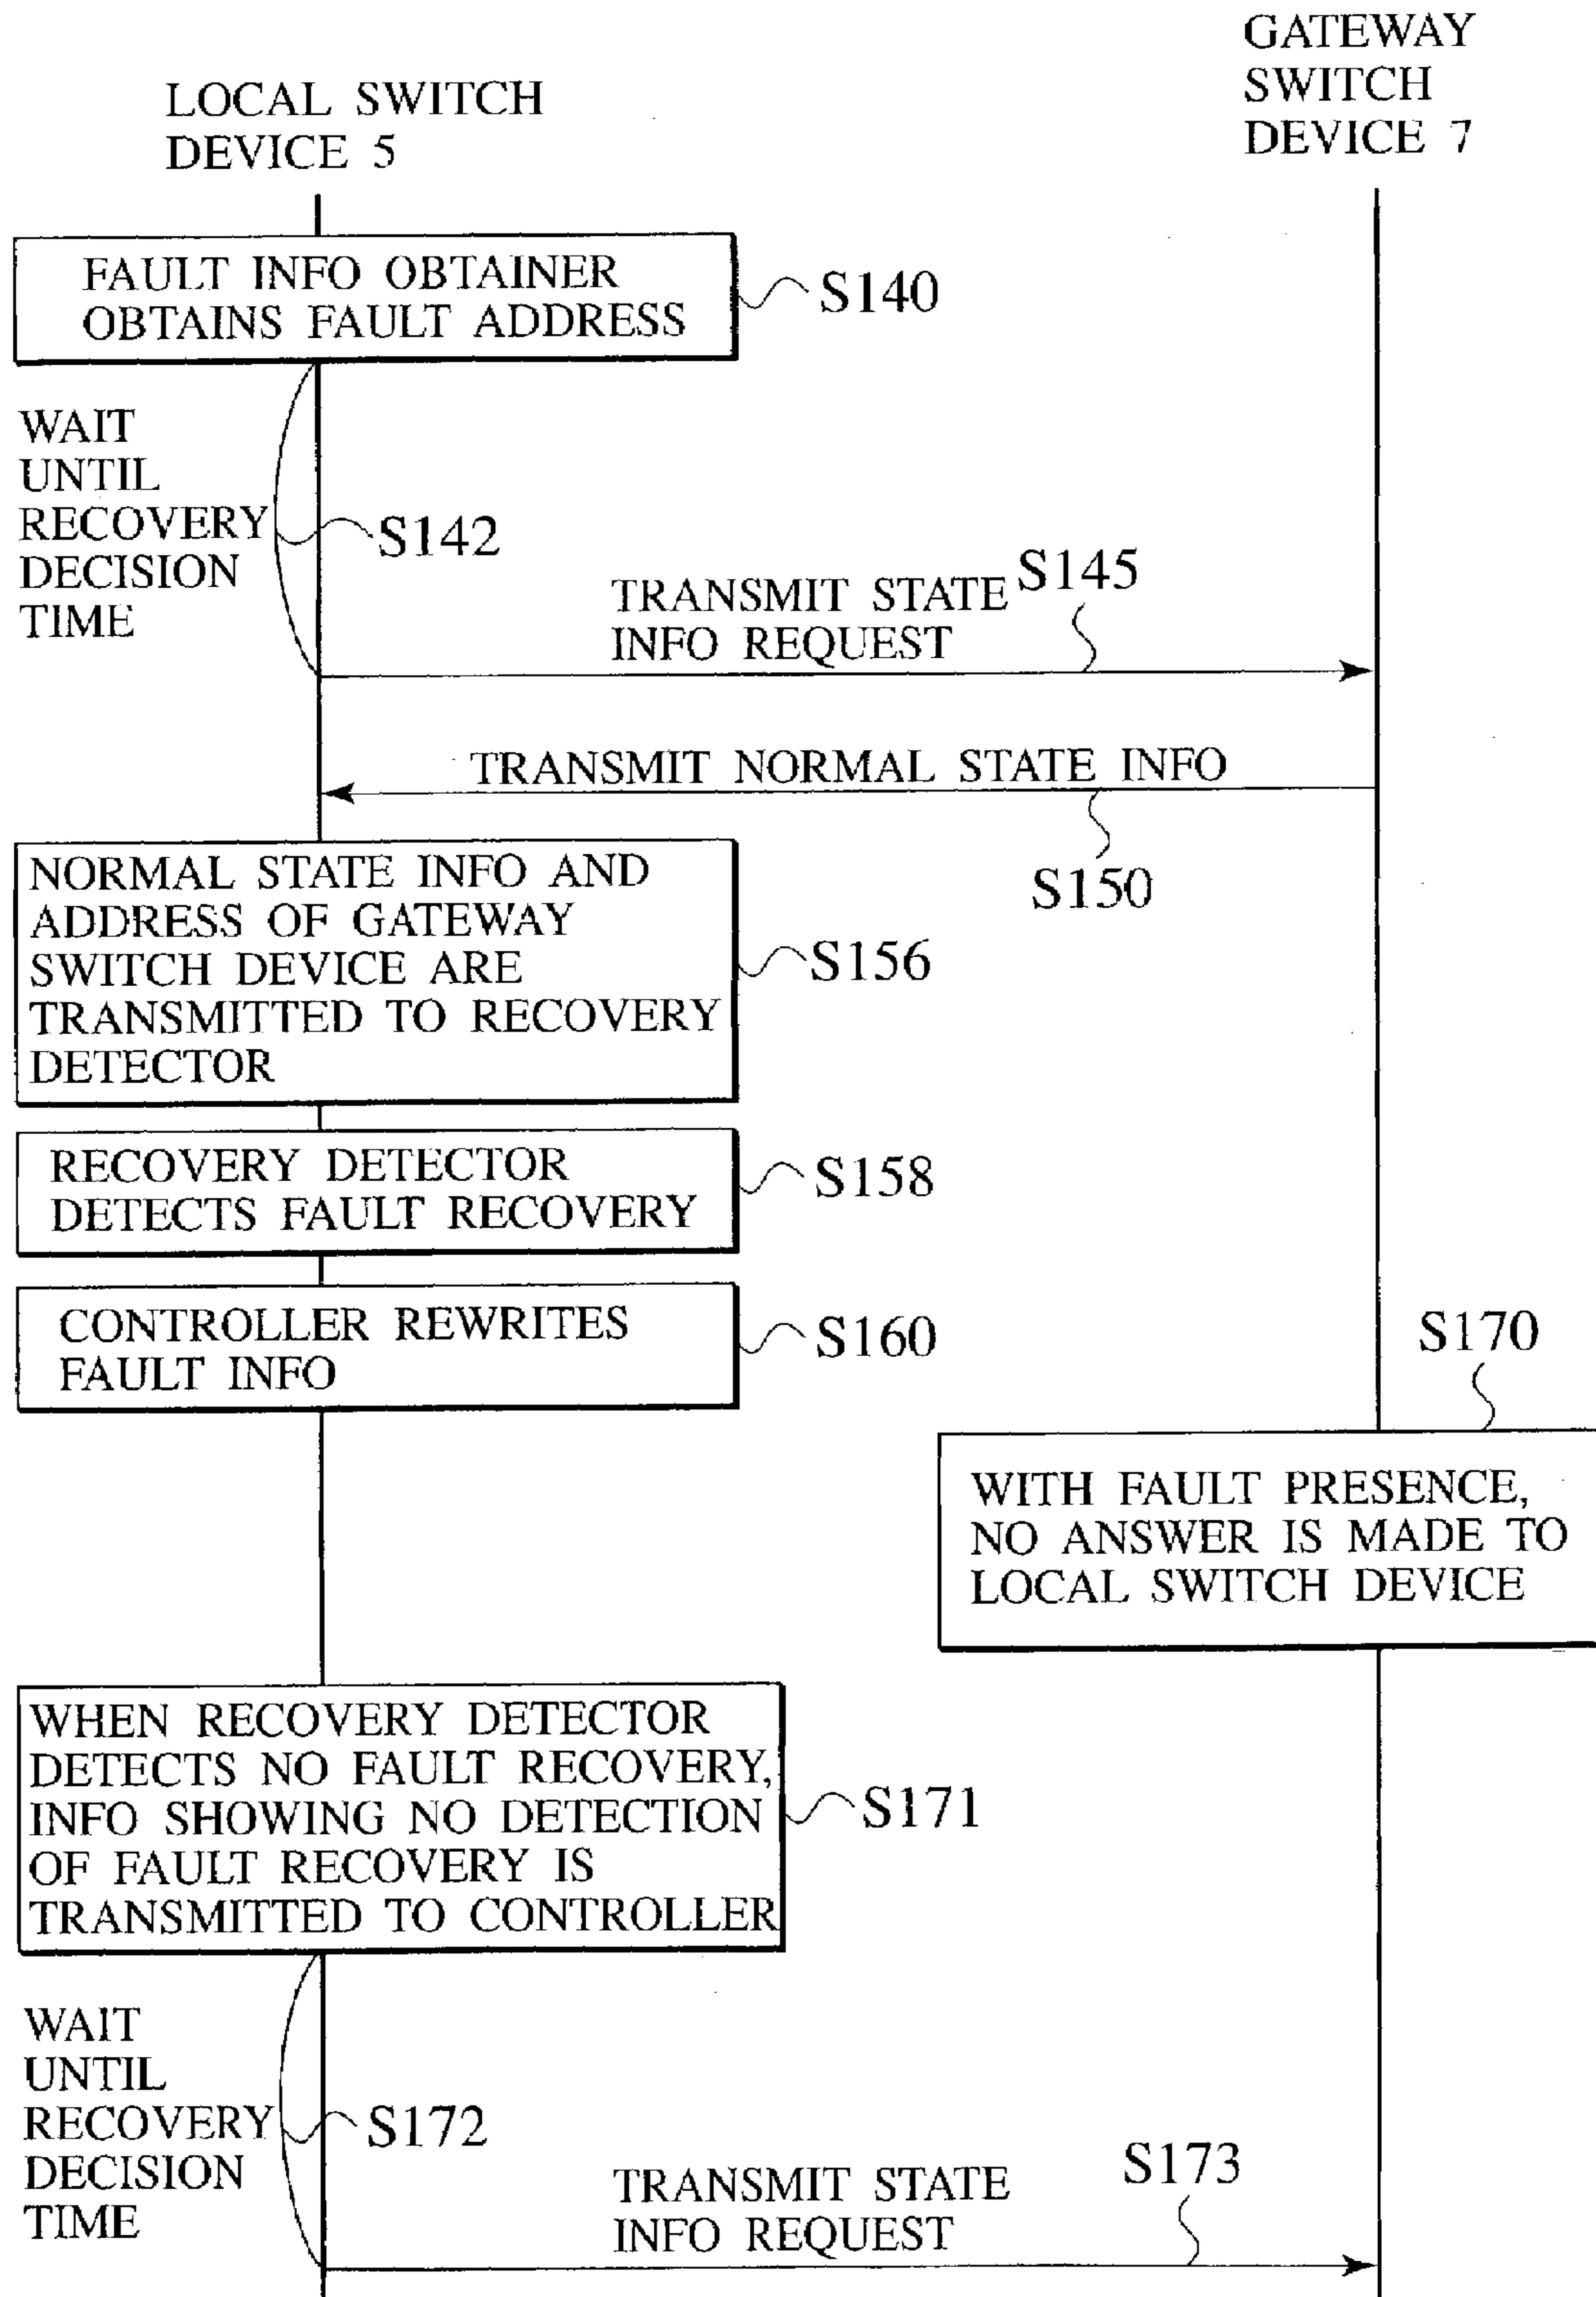 GATEWAY
SWITCH
DEVICE 7
LOCAL SWITCH
DEVICE 5
FAULT INFO OBTAINER
OBTAINS FAULT ADDRESS
S140
WAIT
UNTIL
RECOVERY
DECISION
TIME
S142
TRANSMIT STATE
INFO REQUEST
S145
TRANSMIT NORMAL STATE INFO
S150
NORMAL STATE INFO AND
ADDRESS OF GATEWAY
SWITCH DEVICE ARE
TRANSMITTED TO RECOVERY
DETECTOR
S156
RECOVERY DETECTOR
DETECTS FAULT RECOVERY
S158
CONTROLLER REWRITES
FAULT INFO
S160
S170
WITH FAULT PRESENCE,
NO ANSWER IS MADE TO
LOCAL SWITCH DEVICE
WHEN RECOVERY DETECTOR
DETECTS NO FAULT RECOVERY,
INFO SHOWING NO DETECTION
OF FAULT RECOVERY IS
TRANSMITTED TO CONTROLLER
S171
WAIT
UNTIL
RECOVERY
DECISION
TIME
S172
TRANSMIT STATE
INFO REQUEST
S173